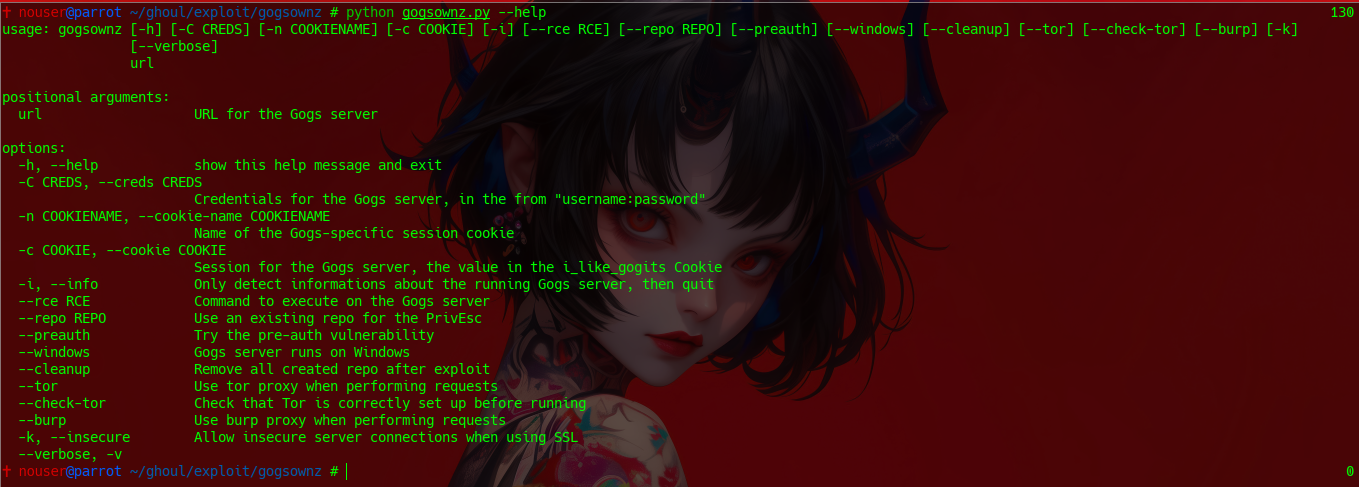 † nouser@parrot ~/ghoul/exploit/gogsownz # python gogsownz.py --help 130
usage: gogsownz [-h] [-C CREDS] [-n COOKIENAME] [-c COOKIE] [-i] [--rce RCE] [--repo REPO] [--preauth] [--windows] [--cleanup] [--tor] [--check-tor] [--burp] [-k]
[--verbose]
url
positional arguments:
url URL for the Gogs server
options:
-h, --help show this help message and exit
-C CREDS, --creds CREDS
Credentials for the Gogs server, in the from "username:password"
-n COOKIENAME, --cookie-name COOKIENAME
Name of the Gogs-specific session cookie
-c COOKIE, --cookie COOKIE
Session for the Gogs server, the value in the i_like_gogits Cookie
-i, --info Only detect informations about the running Gogs server, then quit
--rce RCE Command to execute on the Gogs server
--repo REPO Use an existing repo for the PrivEsc
--preauth Try the pre-auth vulnerability
--windows Gogs server runs on Windows
--cleanup Remove all created repo after exploit
--tor Use tor proxy when performing requests
--check-tor Check that Tor is correctly set up before running
--burp Use burp proxy when performing requests
-k, --insecure Allow insecure server connections when using SSL
--verbose, -v
† nouser@parrot ~/ghoul/exploit/gogsownz # 0